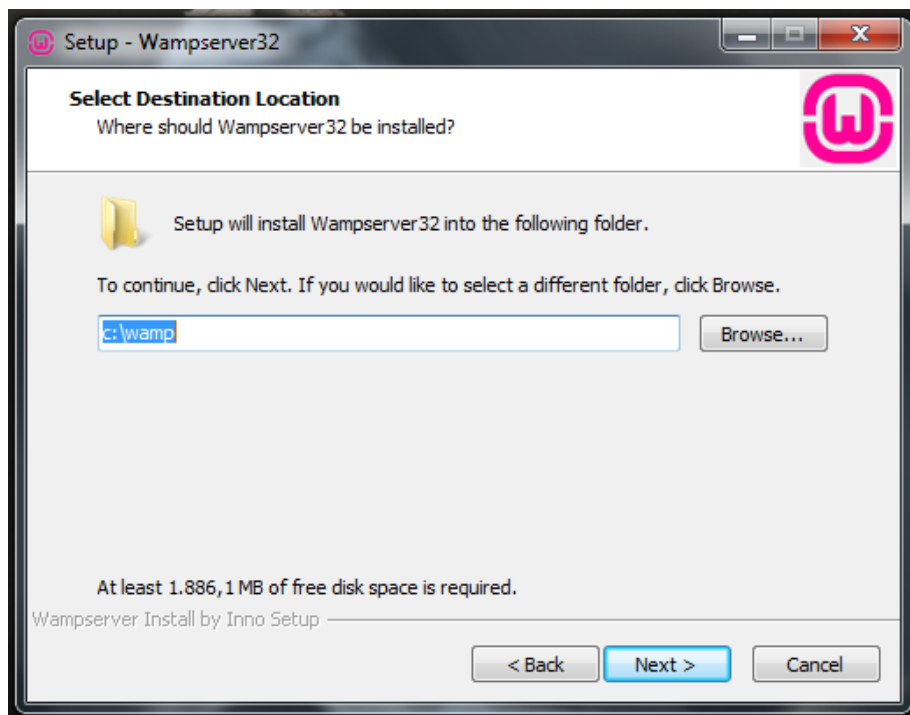 Setup - Wampserver32
Select Destination Location
Where should Wampserver32 be installed?
Setup will install Wampserver32 into the following folder.
To continue, click Next. If you would like to select a different folder, click Browse.
c:\wamp
Browse...
At least 1.886,1 MB of free disk space is required.
Wampserver Install by Inno Setup
< Back
Next >
Cancel